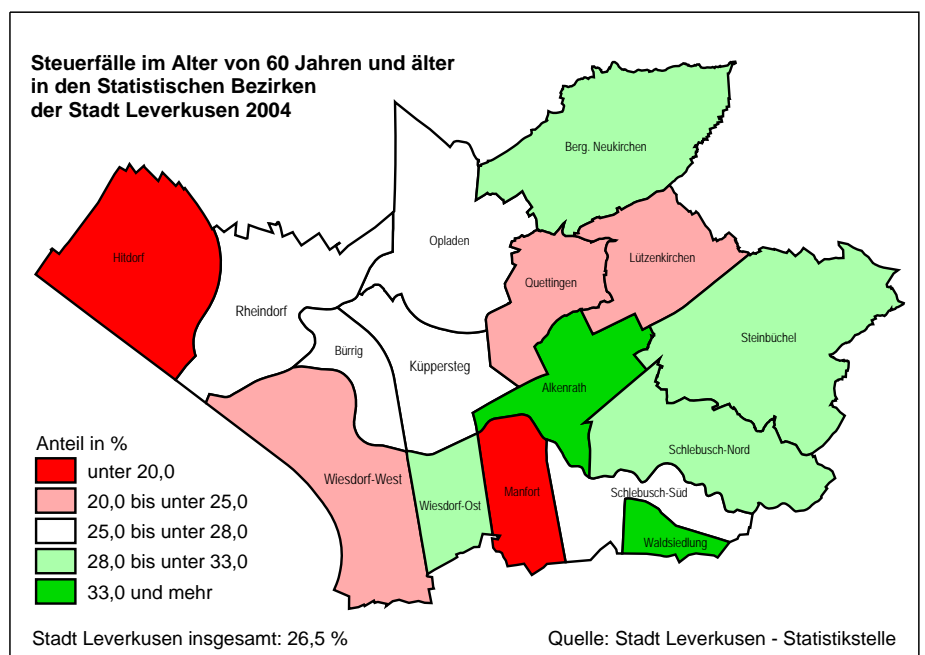 Steuerfälle im Alter von 60 Jahren und älter
in den Statistischen Bezirken
der Stadt Leverkusen 2004
Berg. Neukirchen
Opladen
Hitdorf
Lützenkirchen
Quettingen
Rheindorf
Steinbüchel
Bürrig
Küppersteg
Alkenrath
Schlebusch-Nord
Wiesdorf-West
Manfort
Schlebusch-Süd
Wiesdorf-Ost
Waldsiedlung
Anteil in %
unter 20,0
20,0 bis unter 25,0
25,0 bis unter 28,0
28,0 bis unter 33,0
33,0 und mehr
Stadt Leverkusen insgesamt: 26,5 %
Quelle: Stadt Leverkusen - Statistikstelle